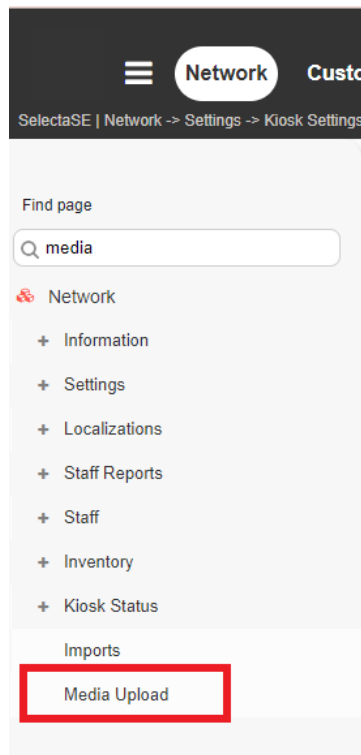 Network
Custo
SelectaSE | Network -> Settings -> Kiosk Settings
Find page
media
Network
+ Information
+ Settings
+ Localizations
+ Staff Reports
+ Staff
+ Inventory
+ Kiosk Status
Imports
Media Upload